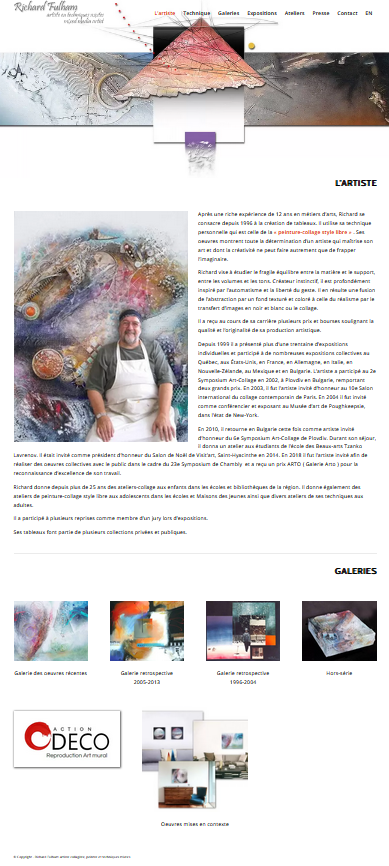 Richard Fulham
artiste en techniques mixtes
mixed media artist
L'artiste Technique Galeries Expositions Ateliers Presse Contact EN
L'ARTISTE
Après une riche expérience de 12 ans en métiers d'arts, Richard se
consacre depuis 1996 à la création de tableaux. Il utilise sa technique
personnelle qui est celle de la « peinture-collage style libre » . Ses
oeuvres montrent toute la détermination d'un artiste qui maîtrise son
art et dont la créativité ne peut faire autrement que de frapper
l'imaginaire.
Richard vise à étudier le fragile équilibre entre la matière et le support,
entre les volumes et les tons. Créateur instinctif, il est profondément
inspiré par l'automatisme et la liberté du geste. Il en résulte une fusion
de l'abstraction par un fond texturé et coloré à celle du réalisme par le
transfert d'images en noir et blanc ou le collage.
Il a reçu au cours de sa carrière plusieurs prix et bourses soulignant la
qualité et l'originalité de sa production artistique.
Depuis 1999 il a présenté plus d'une trentaine d'expositions
individuelles et participé à de nombreuses expositions collectives au
Québec, aux États-Unis, en France, en Allemagne, en Italie, en
Nouvelle-Zélande, au Mexique et en Bulgarie. L'artiste a participé au 2e
Symposium Art-Collage en 2002, à Plovdiv en Bulgarie, remportant
deux grands prix. En 2003, il fut l'artiste invité d'honneur au 10e Salon
international du collage contemporain de Paris. En 2004 il fut invité
comme conférencier et exposant au Musée d'art de Poughkeepsie,
dans l'état de New-York.
En 2010, il retourne en Bulgarie cette fois comme artiste invité
d'honneur du 6e Symposium Art-Collage de Plovdiv. Durant son séjour,
il donna un atelier aux étudiants de l'école des Beaux-arts Tzanko
Lavrenov. Il était invité comme président d'honneur du Salon de Noël de Visit'art, Saint-Hyacinthe en 2014. En 2018 il fut l'artiste invité afin de
réaliser des oeuvres collectives avec le public dans le cadre du 23e Symposium de Chambly et a reçu un prix ARTO ( Galerie Arto ) pour la
reconnaissance d'excellence de son travail.
Richard donne depuis plus de 25 ans des ateliers-collage aux enfants dans les écoles et bibliothèques de la région. Il donne également des
ateliers de peinture-collage style libre aux adolescents dans les écoles et Maisons des jeunes ainsi que divers ateliers de ses techniques aux
adultes.
Il a participé à plusieurs reprises comme membre d'un jury lors d'expositions.
Ses tableaux font partie de plusieurs collections privées et publiques.
GALERIES
Galerie des oeuvres récentes
Galerie retrospective
2005-2013
Galerie retrospective
1996-2004
Hors-série
ACTION
DECO
Reproduction Art mural
Oeuvres mises en contexte